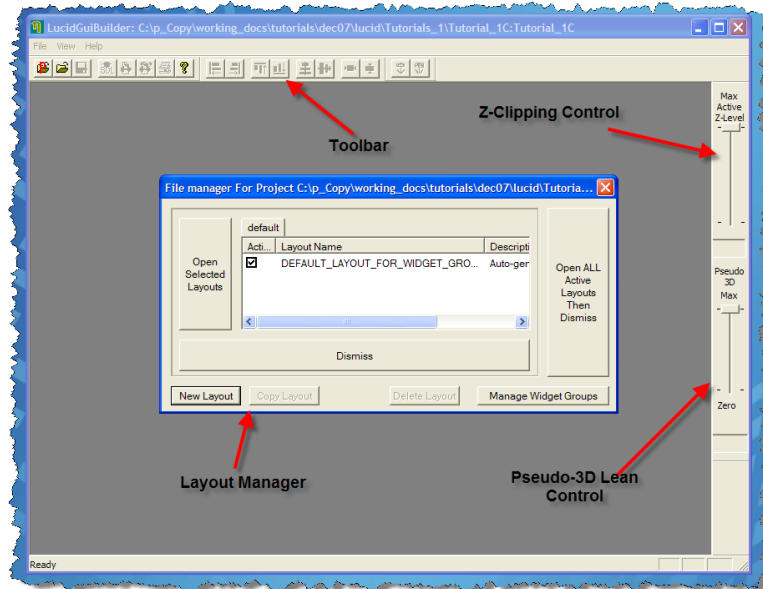 LucidGuiBuilder: C:\p_Copy\working_docs\tutorials\dec07\lucid\Tutorials_1\Tutorial_1C:Tutorial_1C
File View Help
Toolbar
Z-Clipping Control
Max
Active
Z-Level
File manager For Project C:\p_Copy\working_docs\tutorials\dec07\lucid\Tutoria...
default
Open
Selected
Layouts
Acti... Layout Name Descripti
DEFAULT_LAYOUT_FOR_WIDGET_GRO... Auto-ger
Open ALL
Active
Layouts
Then
Dismiss
Dismiss
New Layout Copy Layout Delete Layout Manage Widget Groups
Pseudo
3D
Max
Zero
Layout Manager
Pseudo-3D Lean
Control
Ready